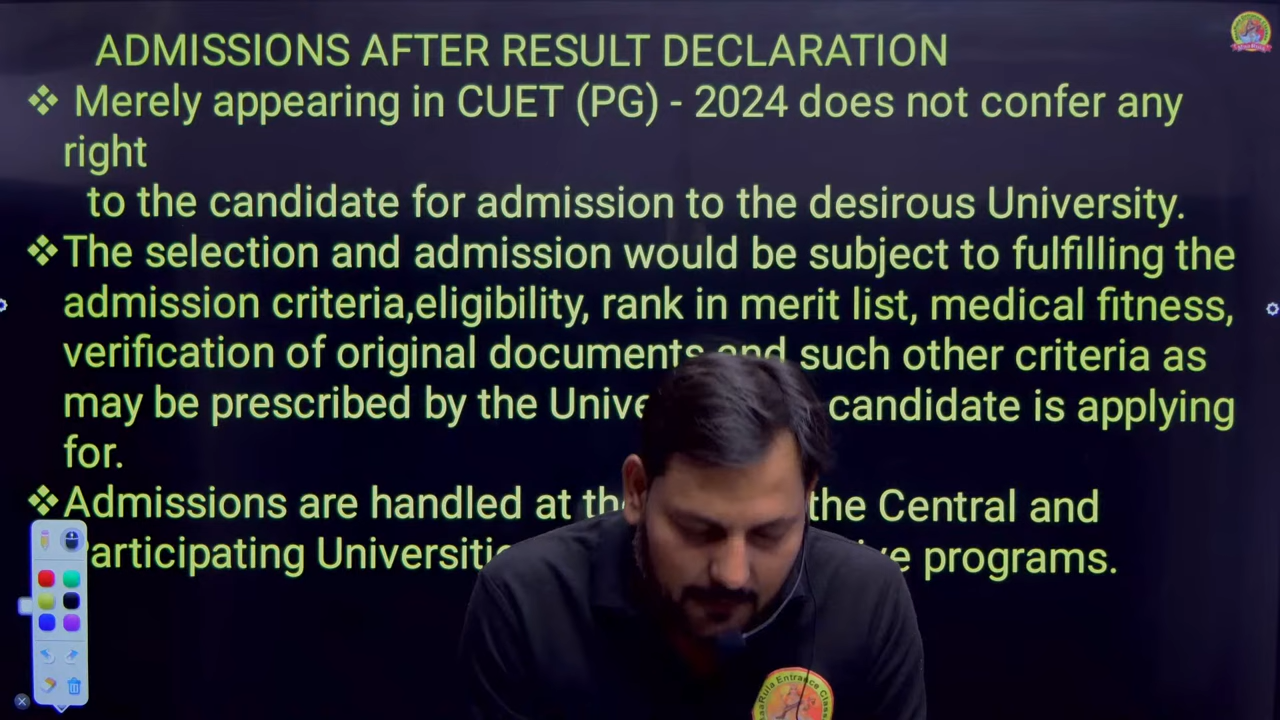 ADMISSIONS AFTER RESULT DECLARATION
❖ Merely appearing in CUET (PG) - 2024 does not confer any
right
to the candidate for admission to the desirous University.
❖The selection and admission would be subject to fulfilling the
admission criteria,eligibility, rank in merit list, medical fitness,
verification of original documents and such other criteria as
may be prescribed by the candidate is applying
for.
❖Admissions are handled at the Central and
articipating programs.
Entrance